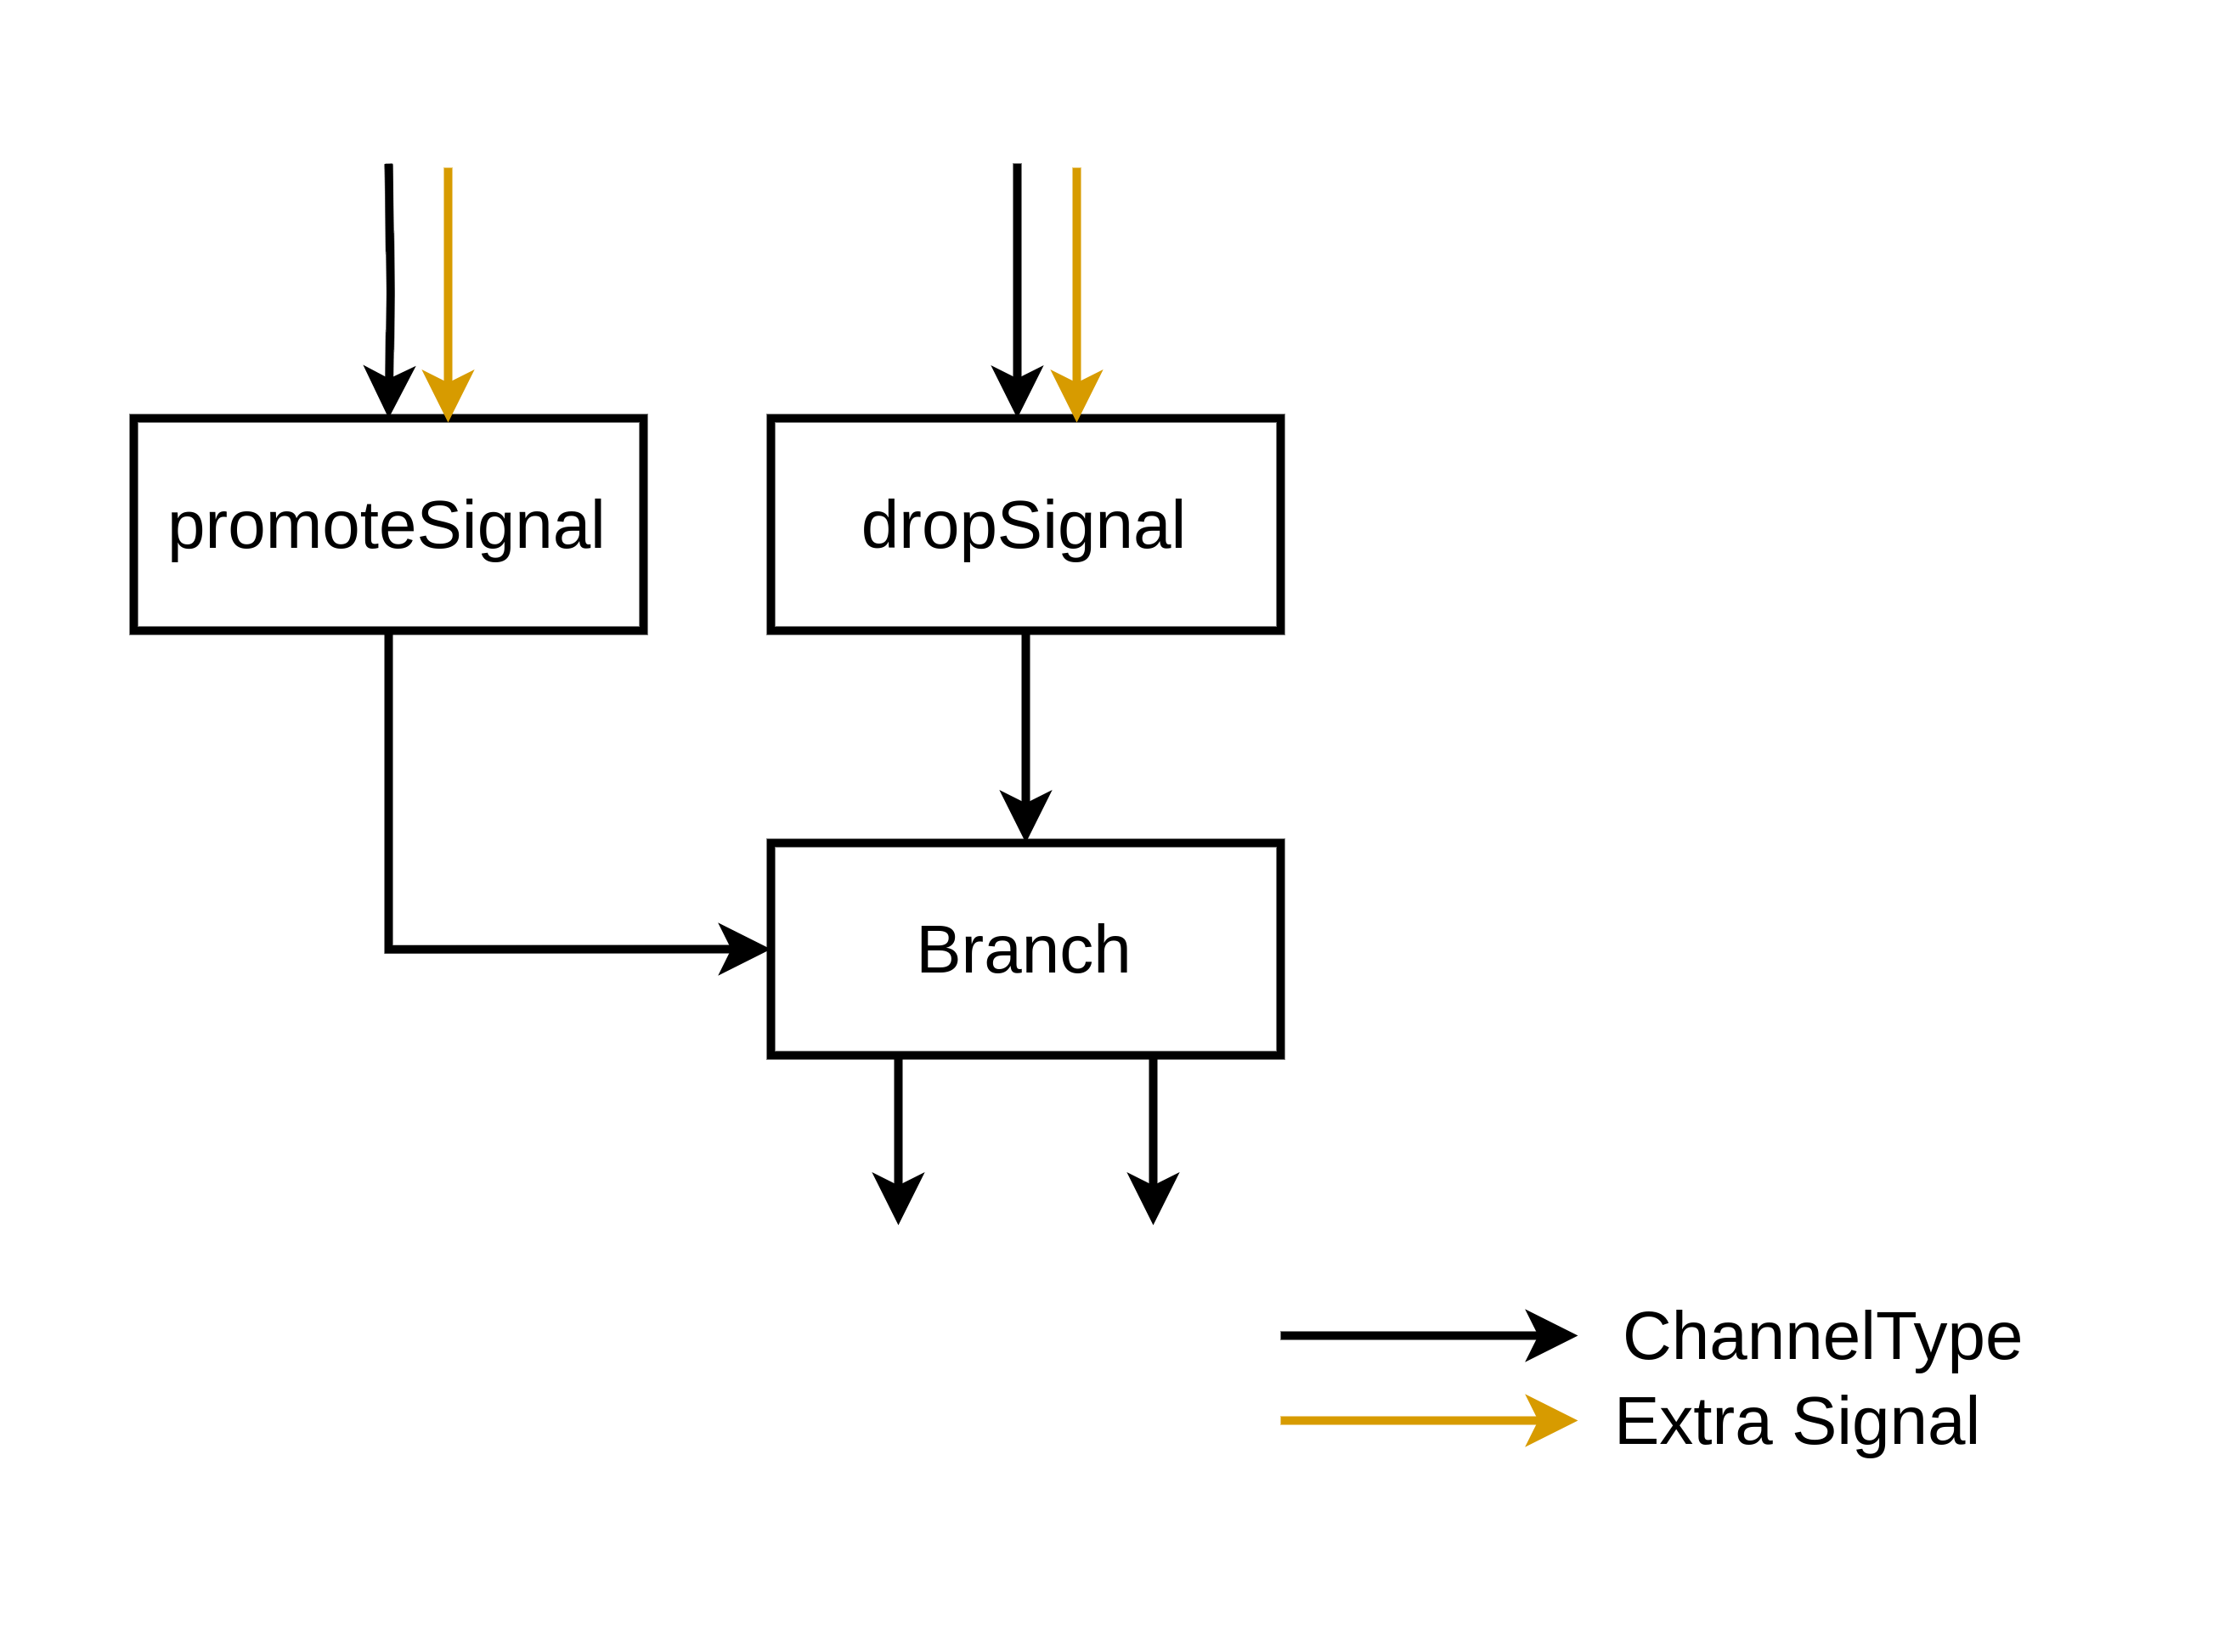 promoteSignal
dropSignal
Branch
ChannelType
Extra Signal